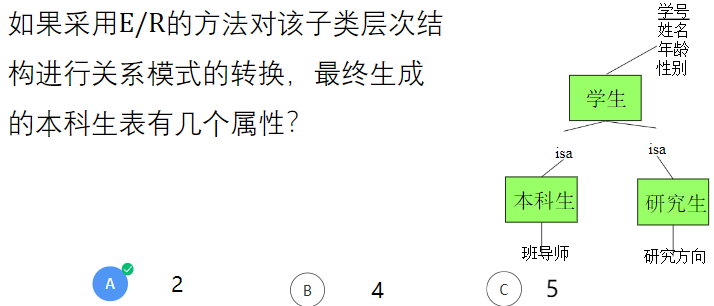 如果采用E/R的方法对该子类层次结
构进行关系模式的转换，最终生成
的本科生表有几个属性？
学号
姓名
年龄
性别
学生
isa
isa
本科生
研究生
班导师
研究方向
A 2
B 4
C 5